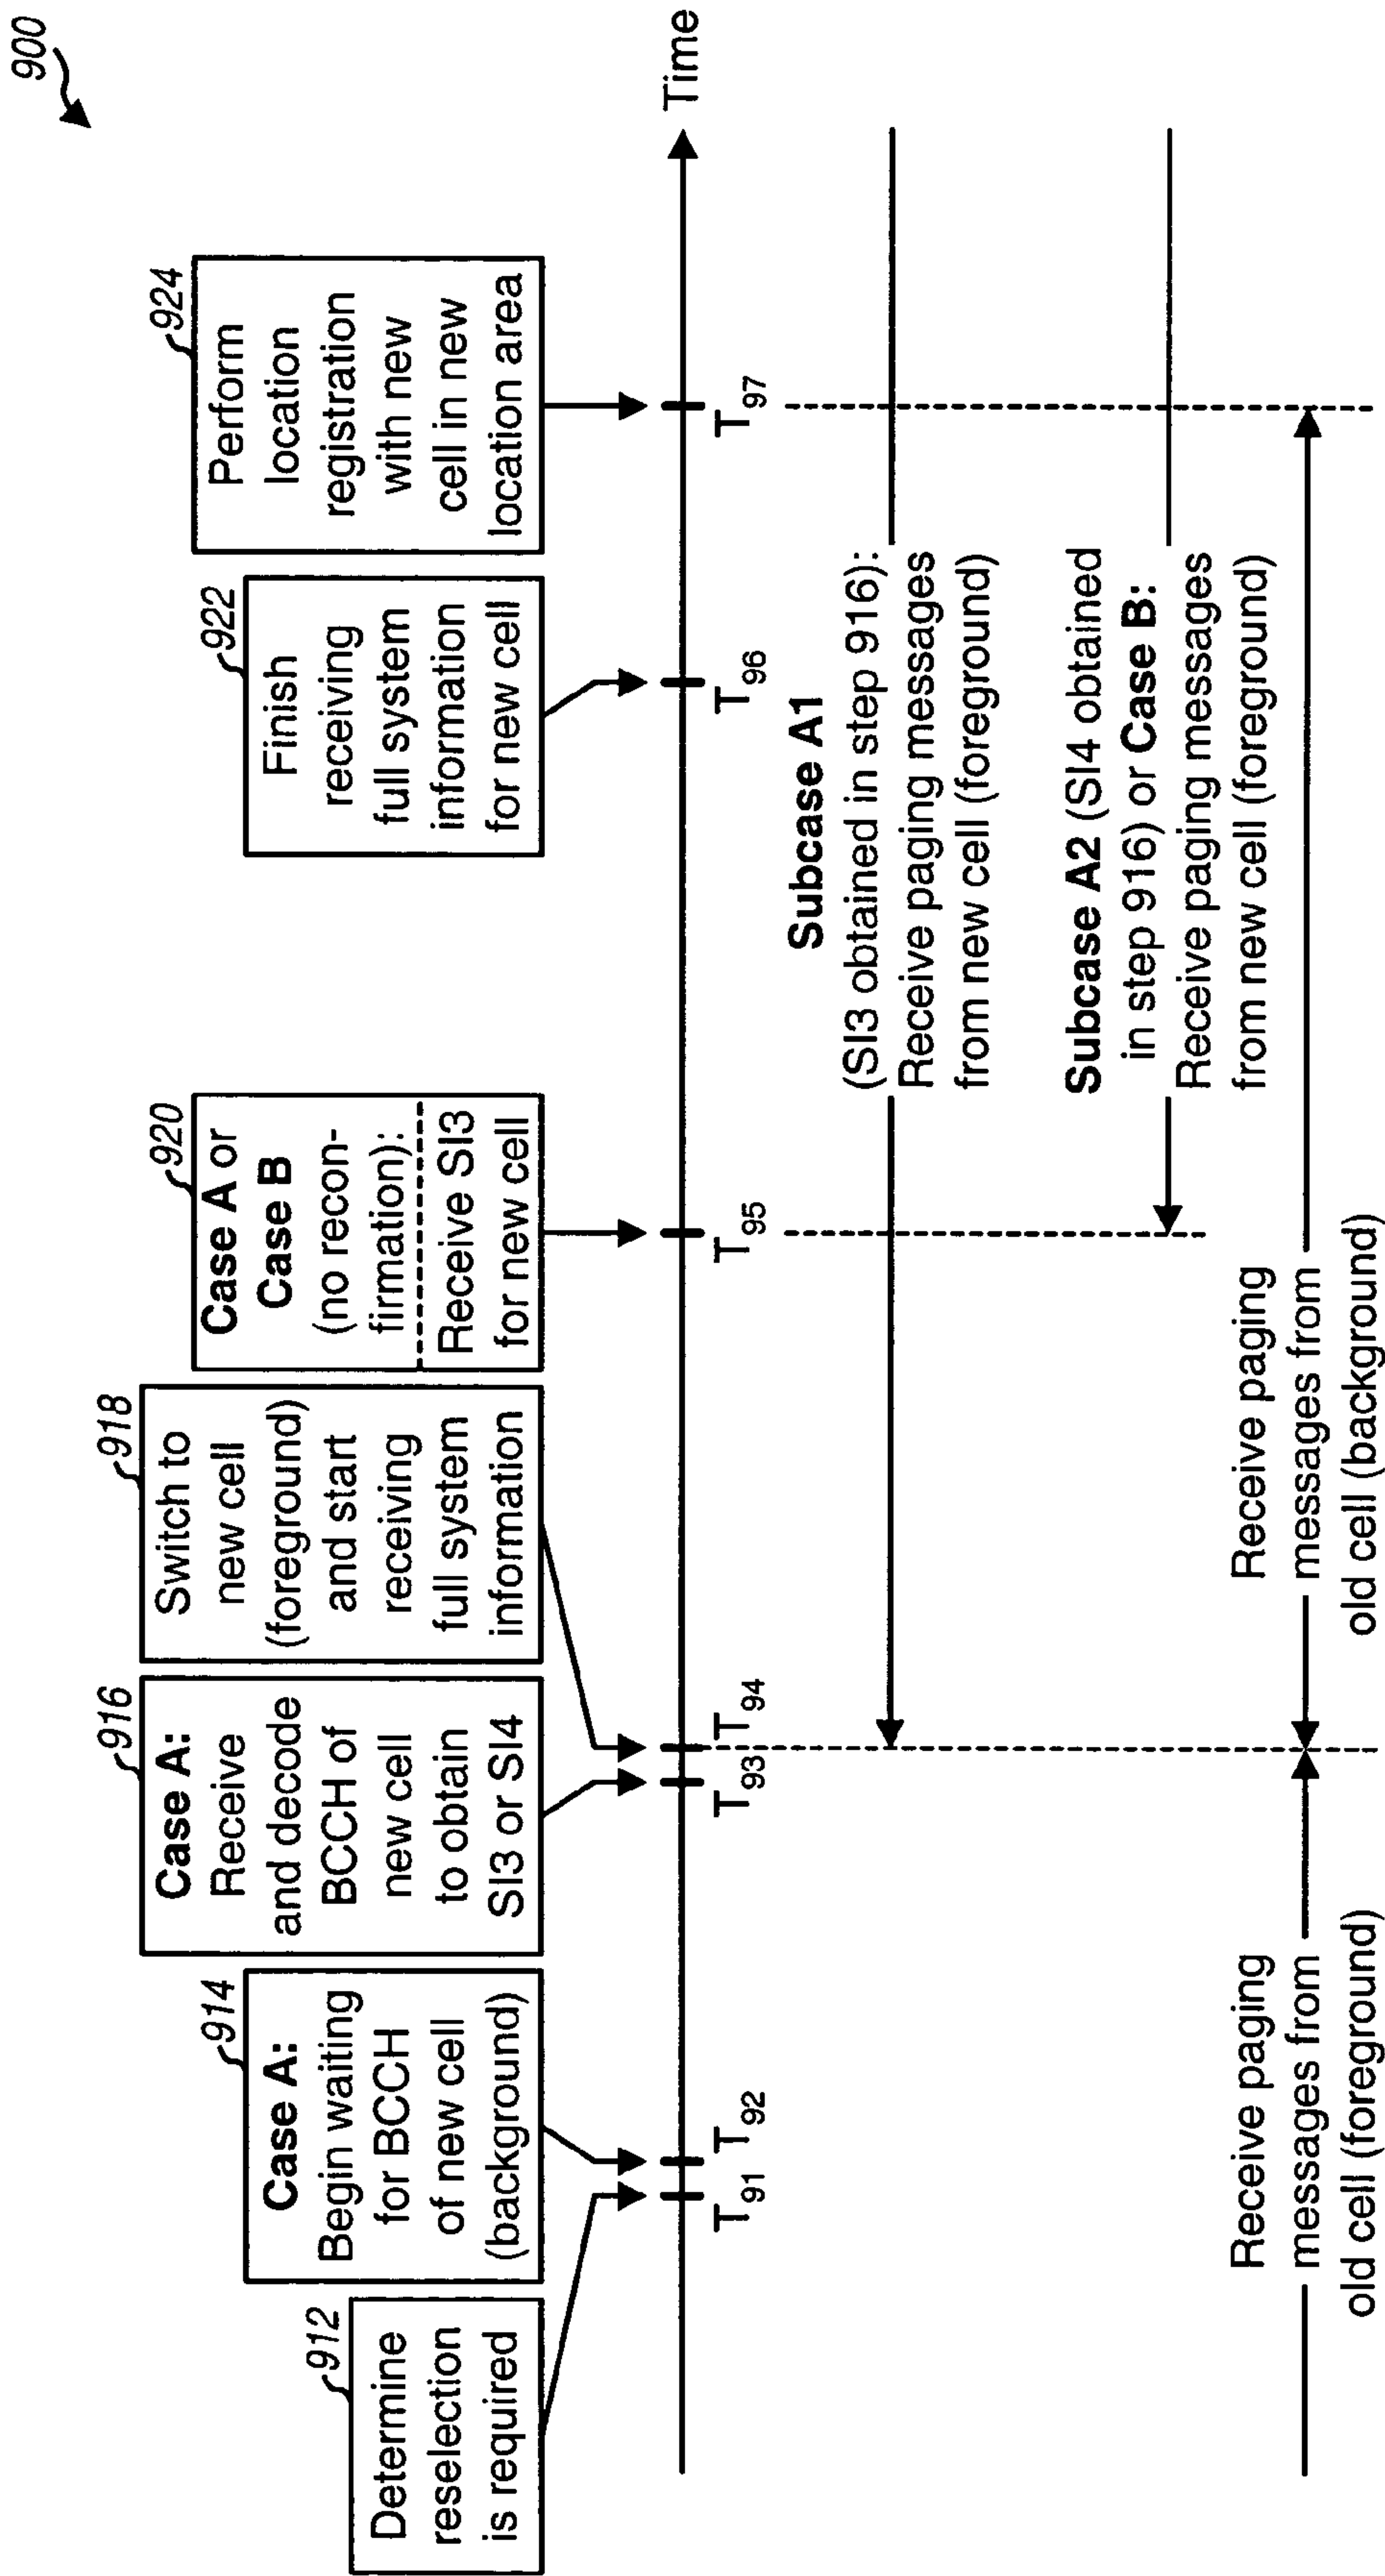 900
912
Determine
reselection
is required
914
Case A:
Begin waiting
for BCCH
of new cell
(background)
916
Case A:
Receive
and decode
BCCH of
new cell
to obtain
SI3 or SI4
918
Switch to
new cell
(foreground)
and start
receiving
full system
information
920
Case A or
Case B
(no recon-
firmation):
Receive SI3
for new cell
922
Finish
receiving
full system
information
for new cell
924
Perform
location
registration
with new
cell in new
location area
Time
T91
T92
T93
T94
T95
T96
T97
Subcase A1
(SI3 obtained in step 916):
Receive paging messages
from new cell (foreground)
Subcase A2 (SI4 obtained
in step 916) or Case B:
Receive paging messages
from new cell (foreground)
Receive paging
messages from
old cell (foreground)
Receive paging
messages from
old cell (background)